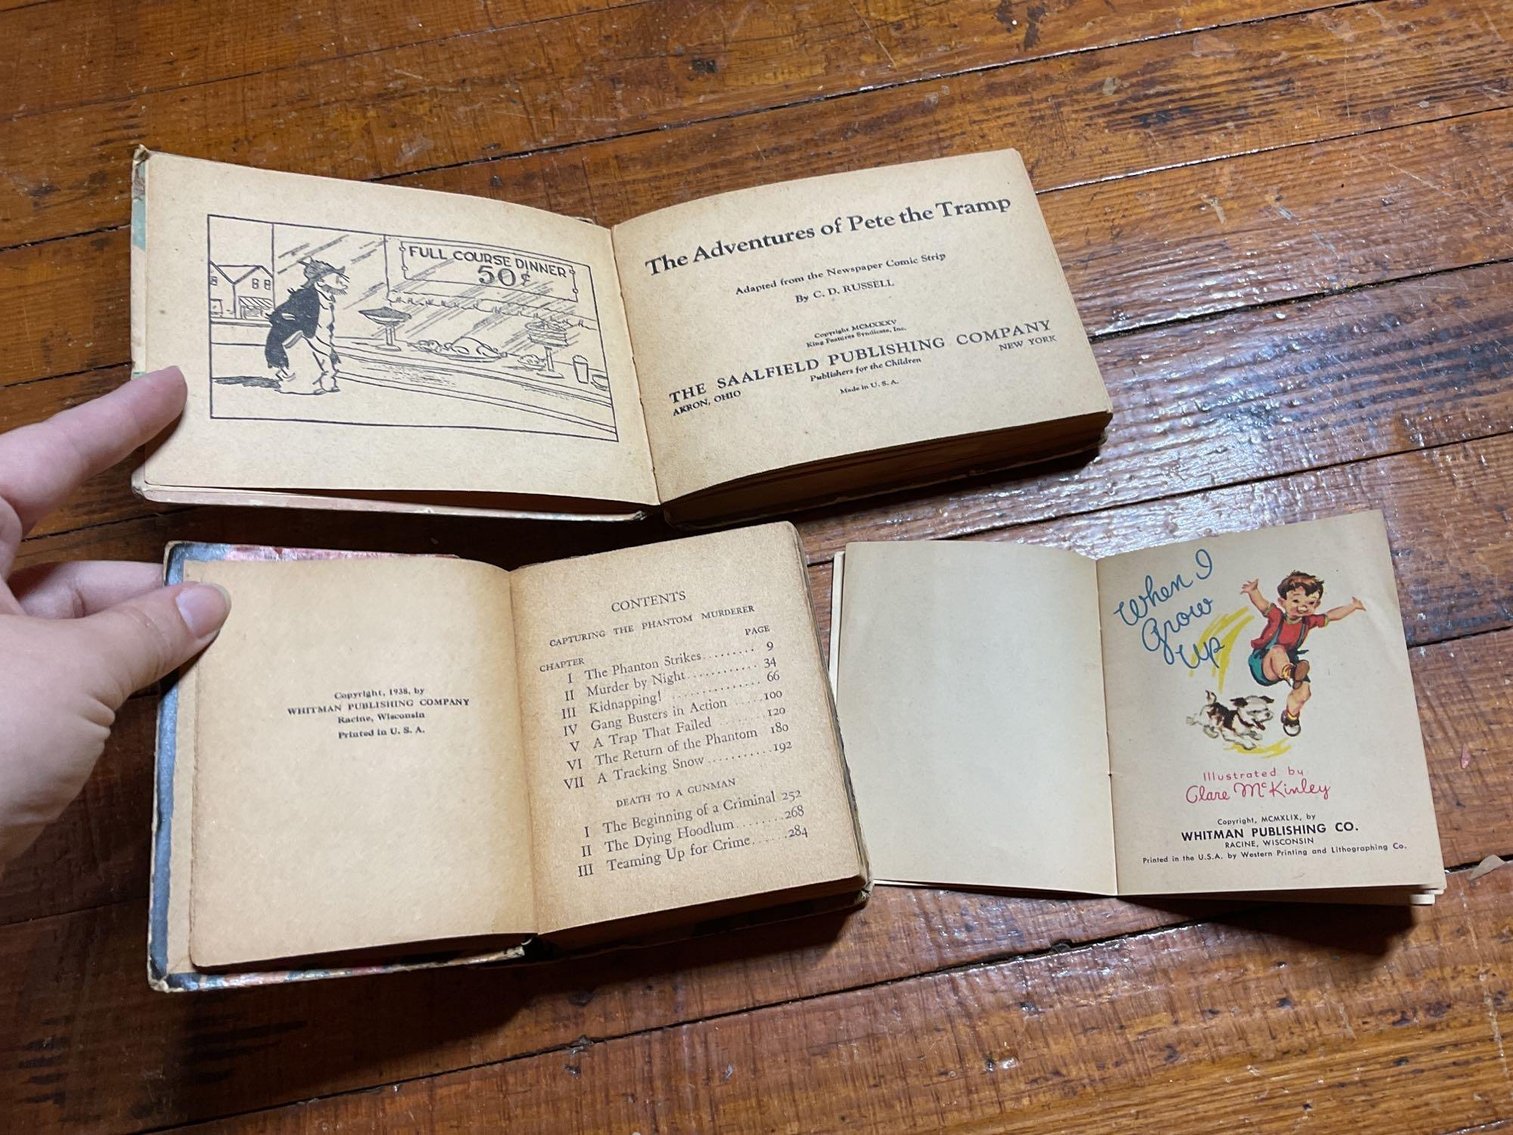 FULL COURSE DINNER
50¢
The Adventures of Pete the Tramp
Adapted from the Newspaper Comic Strip
By C. D. RUSSELL
Copyright MCMXXXV
King Features Syndicate, Inc.
THE SAALFIELD PUBLISHING COMPANY
Publishers for the Children
AKRON, OHIO NEW YORK
Made in U. S. A.
Copyright, 1938, by
WHITMAN PUBLISHING COMPANY
Racine, Wisconsin
Printed in U. S. A.
CONTENTS
CAPTURING THE PHANTOM MURDERER
CHAPTER PAGE
I The Phanton Strikes........ 9
II Murder by Night........... 34
III Kidnapping! .............. 66
IV Gang Busters in Action ..... 100
V A Trap That Failed ........ 120
VI The Return of the Phantom 180
VII A Tracking Snow.......... 192
DEATH TO A GUNMAN
I The Beginning of a Criminal 252
II The Dying Hoodlum........ 268
III Teaming Up for Crime...... 284
When I
Grow
Up
Illustrated by
Clare McKinley
Copyright, MCMXLIX, by
WHITMAN PUBLISHING CO.
RACINE, WISCONSIN
Printed in the U.S.A. by Western Printing and Lithographing Co.